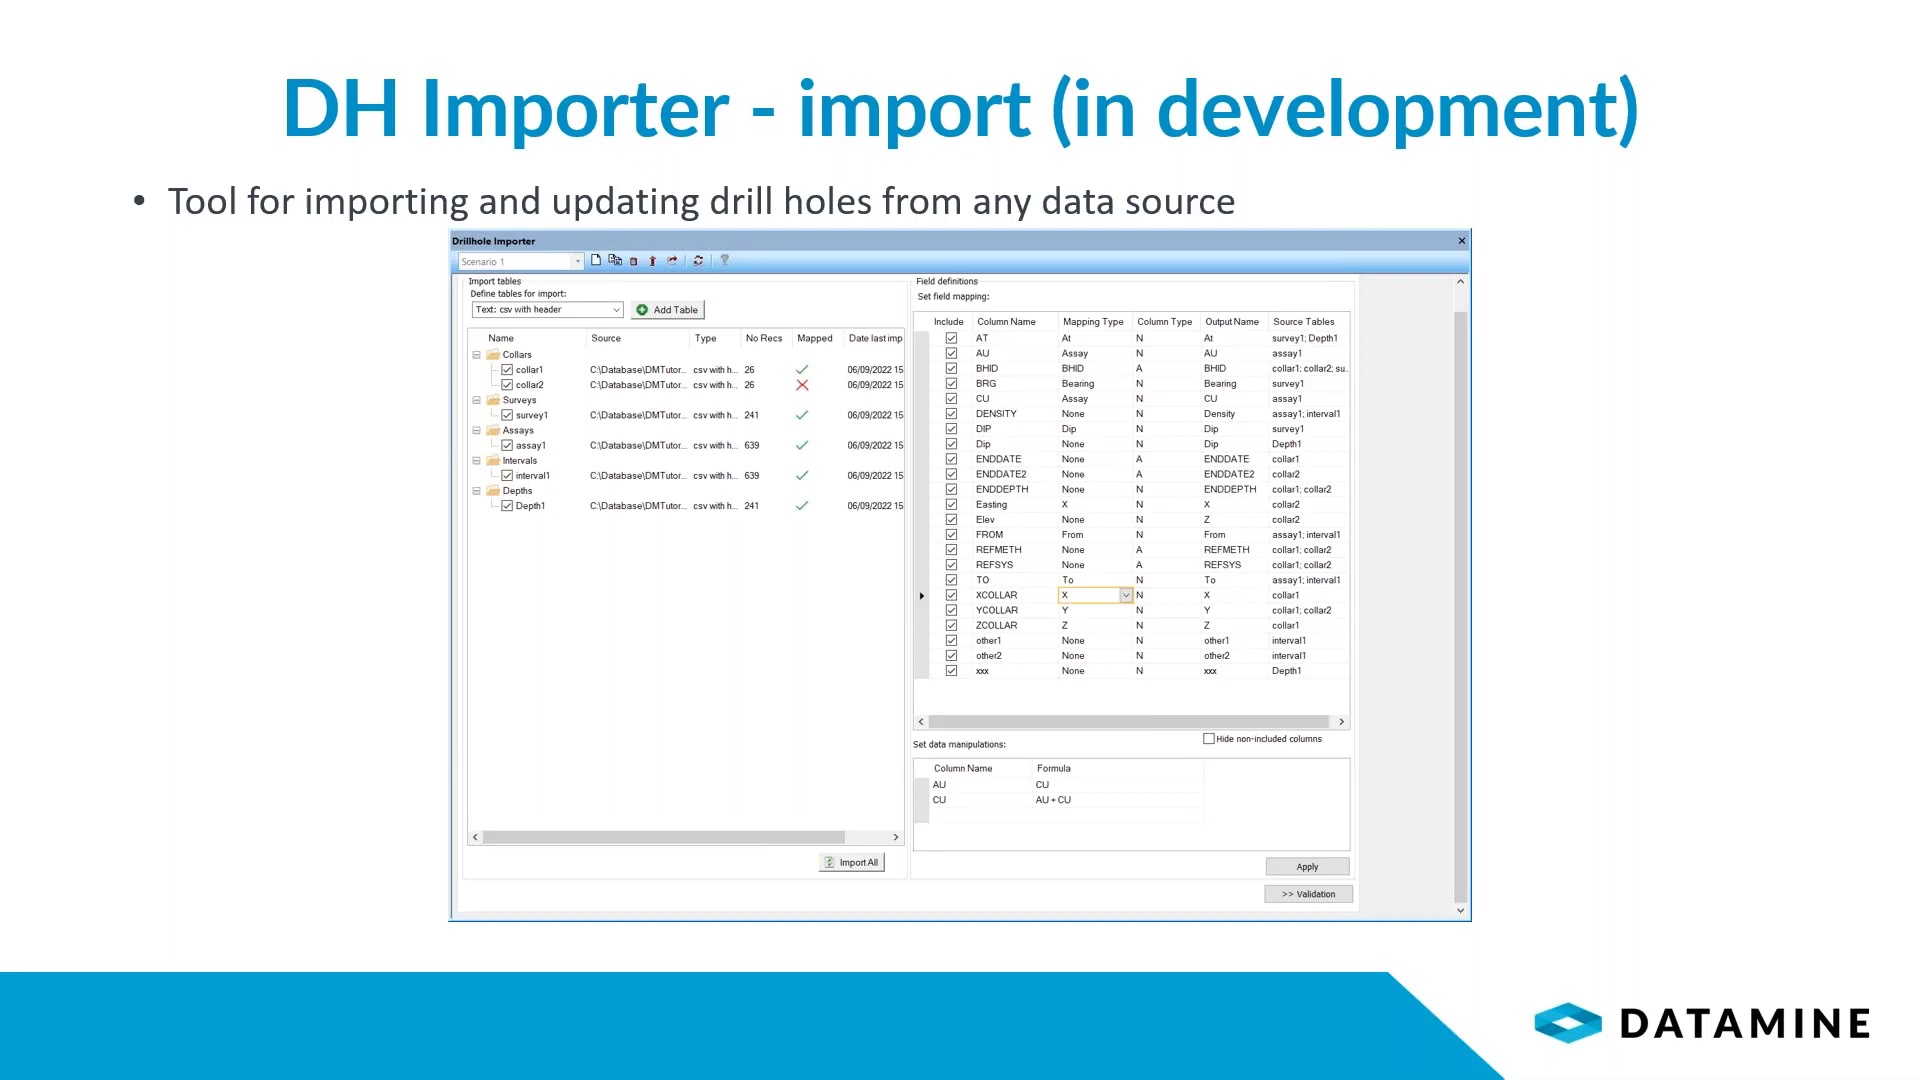 DH Importer - import (in development)
• Tool for importing and updating drill holes from any data source
Drillhole Importer
Scenario 1
Import tables
Define tables for import:
Text: csv with header
Add Table
Name Source Type No Recs Mapped Date last imp
Collars
collar1 C:\Database\DMTutor... csv with h... 26 06/09/2022 15
collar2 C:\Database\DMTutor... csv with h... 26 06/09/2022 15
Surveys
survey1 C:\Database\DMTutor... csv with h... 241 06/09/2022 15
Assays
assay1 C:\Database\DMTutor... csv with h... 639 06/09/2022 15
Intervals
interval1 C:\Database\DMTutor... csv with h... 639 06/09/2022 15
Depths
Depth1 C:\Database\DMTutor... csv with h... 241 06/09/2022 15
Import All
Field definitions
Set field mapping:
Include Column Name Mapping Type Column Type Output Name Source Tables
AT At N At survey1; Depth1
AU Assay N AU assay1
BHID BHID A BHID collar1; collar2; su..
BRG Bearing N Bearing survey1
CU Assay N CU assay1
DENSITY None N Density assay1; interval1
DIP Dip N Dip survey1
Dip None N Dip Depth1
ENDDATE None A ENDDATE collar1
ENDDATE2 None A ENDDATE2 collar2
ENDDEPTH None N ENDDEPTH collar1; collar2
Easting X N X collar2
Elev None N Z collar2
FROM From N From assay1; interval1
REFMETH None A REFMETH collar1; collar2
REFSYS None A REFSYS collar1; collar2
TO To N To assay1; interval1
XCOLLAR X N X collar1
YCOLLAR Y N Y collar1; collar2
ZCOLLAR Z N Z collar1
other1 None N other1 interval1
other2 None N other2 interval1
xxx None N xxx Depth1
Hide non-included columns
Set data manipulations:
Column Name Formula
AU CU
CU AU + CU
Apply
>> Validation
DATAMINE